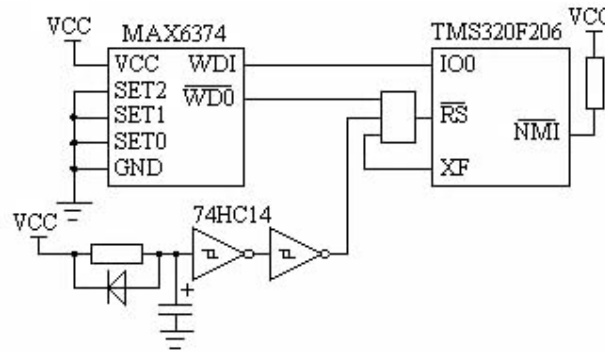 VCC
MAX6374
VCC WDI
SET2 WD0
SET1
SET0
GND
TMS320F206
VCC
IO0
RS
NMI
XF
74HC14
VCC
+